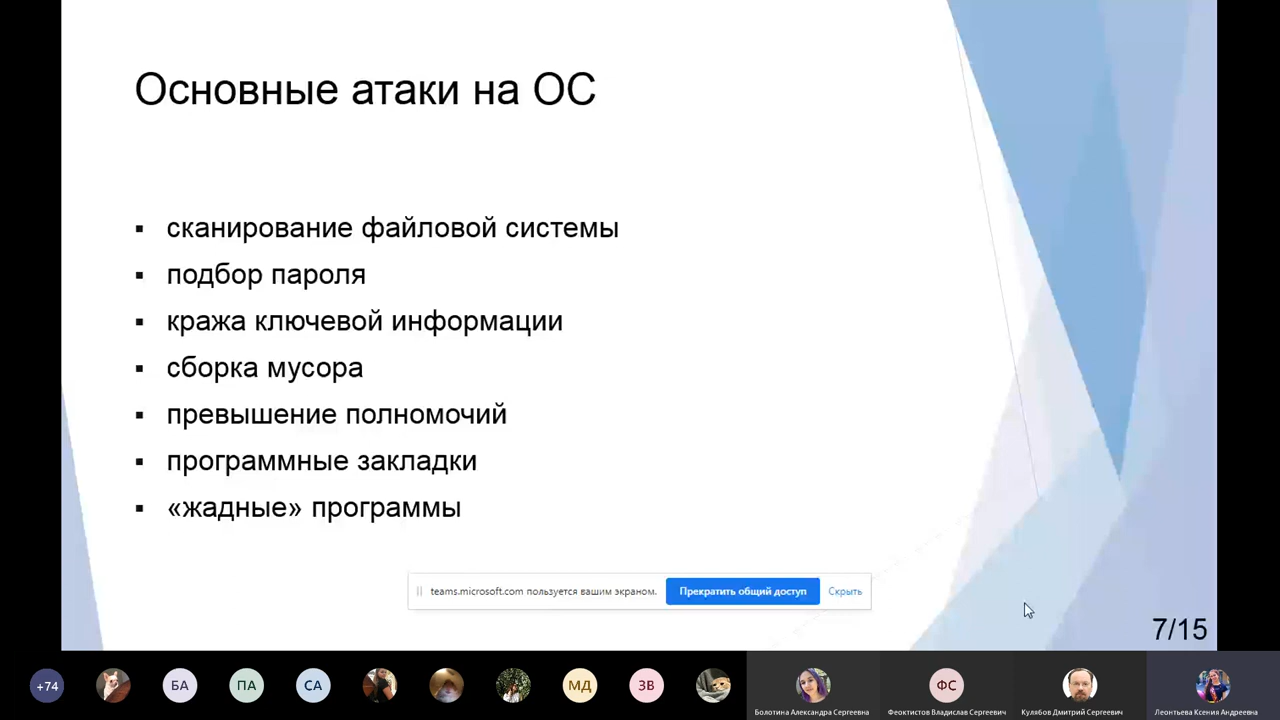 Основные атаки на ОС
▪ сканирование файловой системы
▪ подбор пароля
▪ кража ключевой информации
▪ сборка мусора
▪ превышение полномочий
▪ программные закладки
▪ «жадные» программы
teams.microsoft.com пользуется вашим экраном. Прекратить общий доступ Скрыть
7/15
+74 БА ПА СА МД ЗВ ФС
Болотина Александра Сергеевна Феоктистов Владислав Сергеевич Кулябов Дмитрий Сергеевич Леонтьева Ксения Андреевна